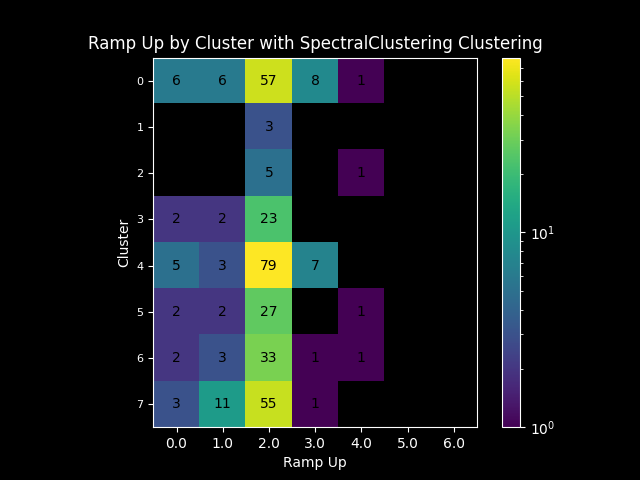 Ramp Up by Cluster with SpectralClustering Clustering
0 6 6 57 8 1
1 3
2 5 1
3 2 2 23
4 5 3 79 7
5 2 2 27 1
6 2 3 33 1 1
7 3 11 55 1
0.0 1.0 2.0 3.0 4.0 5.0 6.0
Ramp Up
Cluster
10¹
10⁰